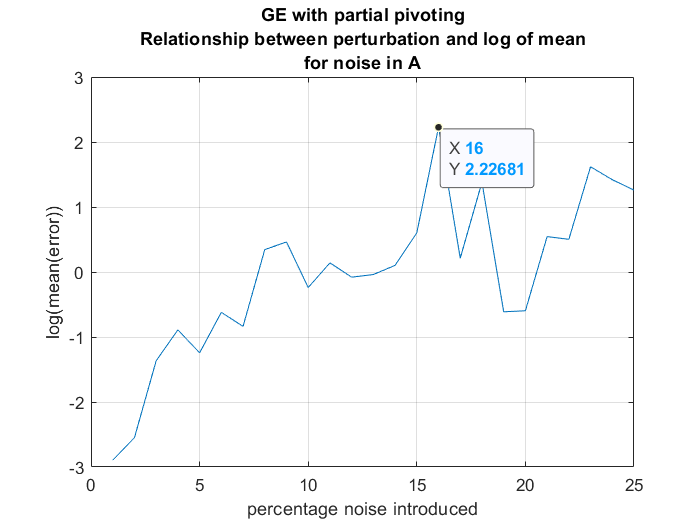 GE with partial pivoting
Relationship between perturbation and log of mean
for noise in A
3
2
1
0
-1
-2
-3
log(mean(error))
X 16
Y 2.22681
0 5 10 15 20 25
percentage noise introduced